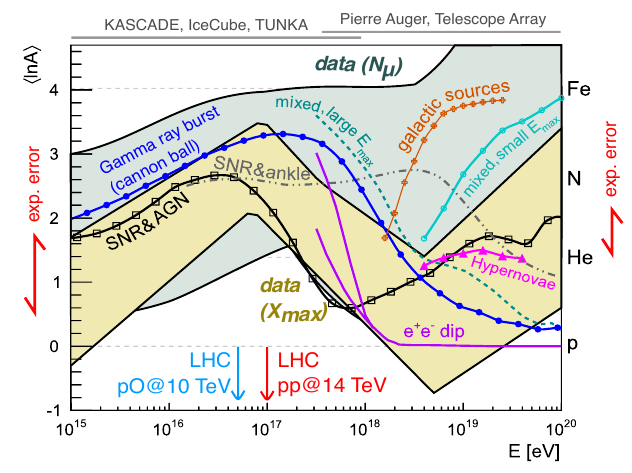 KASCADE, IceCube, TUNKA
Pierre Auger, Telescope Array
⟨lnA⟩
4
3
2
1
0
-1
Fe
N
He
p
exp. error
exp. error
data (Nμ)
mixed, large Emax
galactic sources
mixed, small Emax
Gamma ray burst
(cannon ball)
SNR&ankle
SNR& AGN
data
(Xmax)
Hypernovae
e+e- dip
LHC
pO@10 TeV
LHC
pp@14 TeV
10^15
10^16
10^17
10^18
10^19
10^20
E [eV]